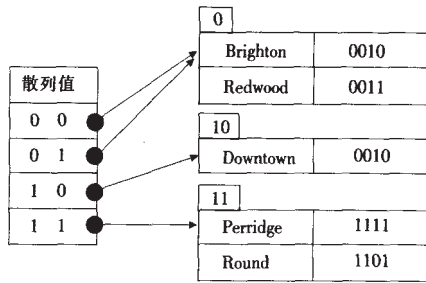 0
Brighton 0010
Redwood 0011
散列值
0 0
0 1
1 0
1 1
10
Downtown 0010
11
Perridge 1111
Round 1101